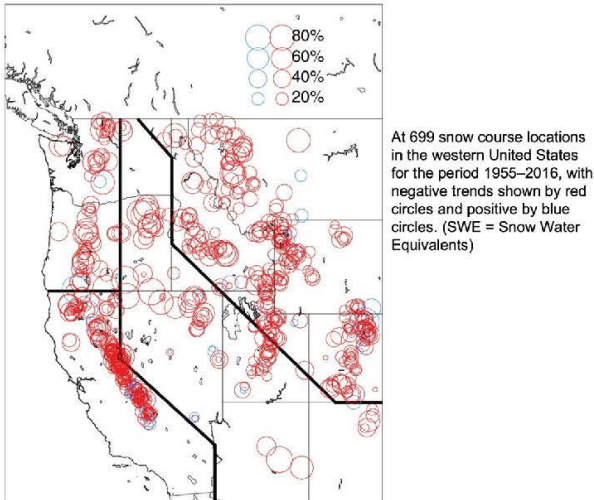 80%
60%
40%
20%
At 699 snow course locations
in the western United States
for the period 1955–2016, with
negative trends shown by red
circles and positive by blue
circles. (SWE = Snow Water
Equivalents)